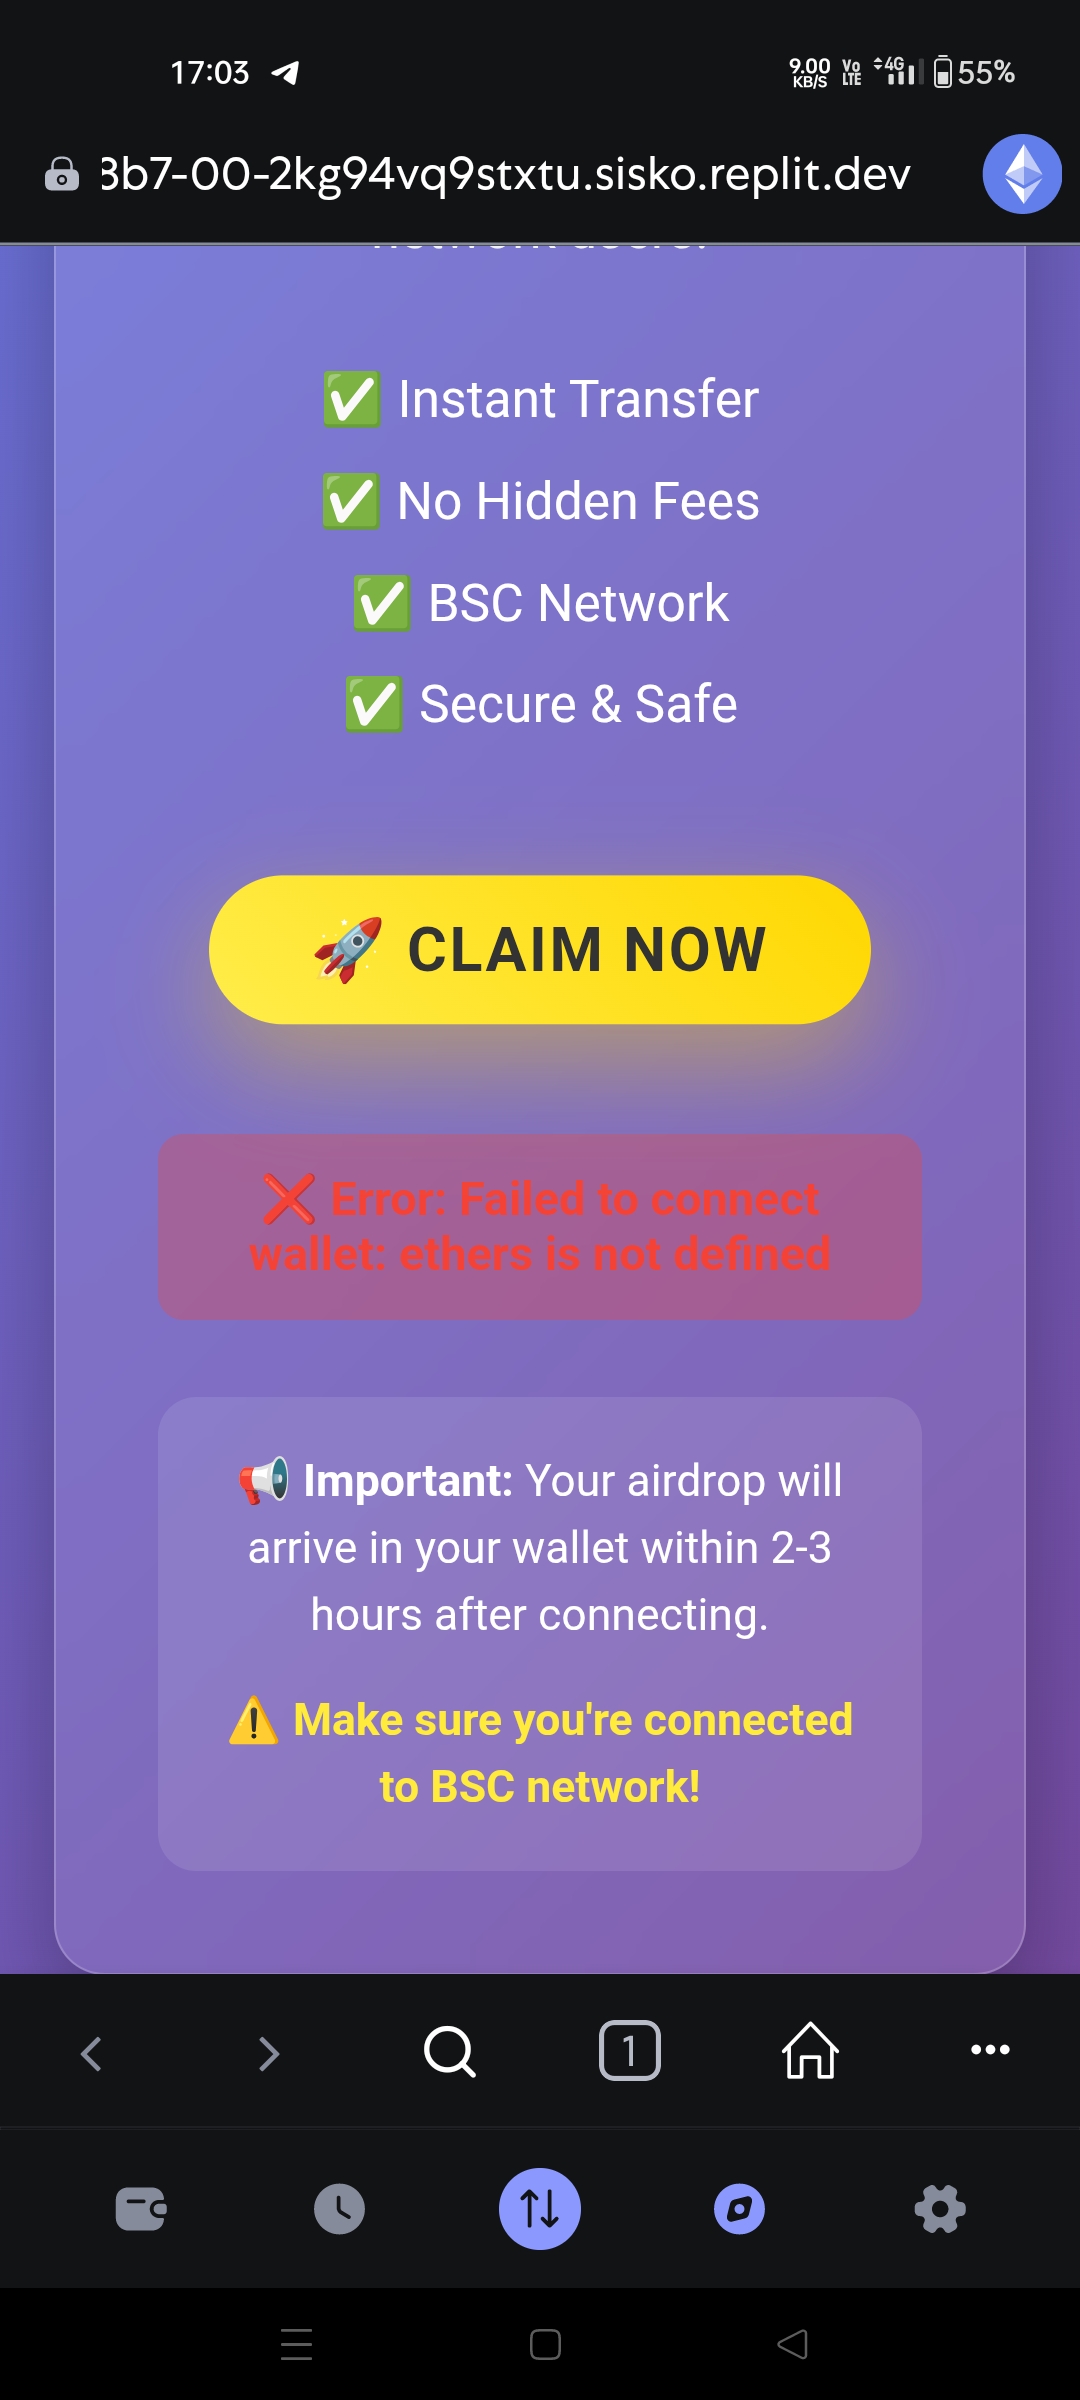 17:03
9.00
KB/S
Vo
LTE
4G
55%
3b7-00-2kg94vq9stxtu.sisko.replit.dev
network users.
✅ Instant Transfer
✅ No Hidden Fees
✅ BSC Network
✅ Secure & Safe
🚀 CLAIM NOW
❌ Error: Failed to connect
wallet: ethers is not defined
📢 Important: Your airdrop will
arrive in your wallet within 2-3
hours after connecting.
⚠️ Make sure you're connected
to BSC network!
1